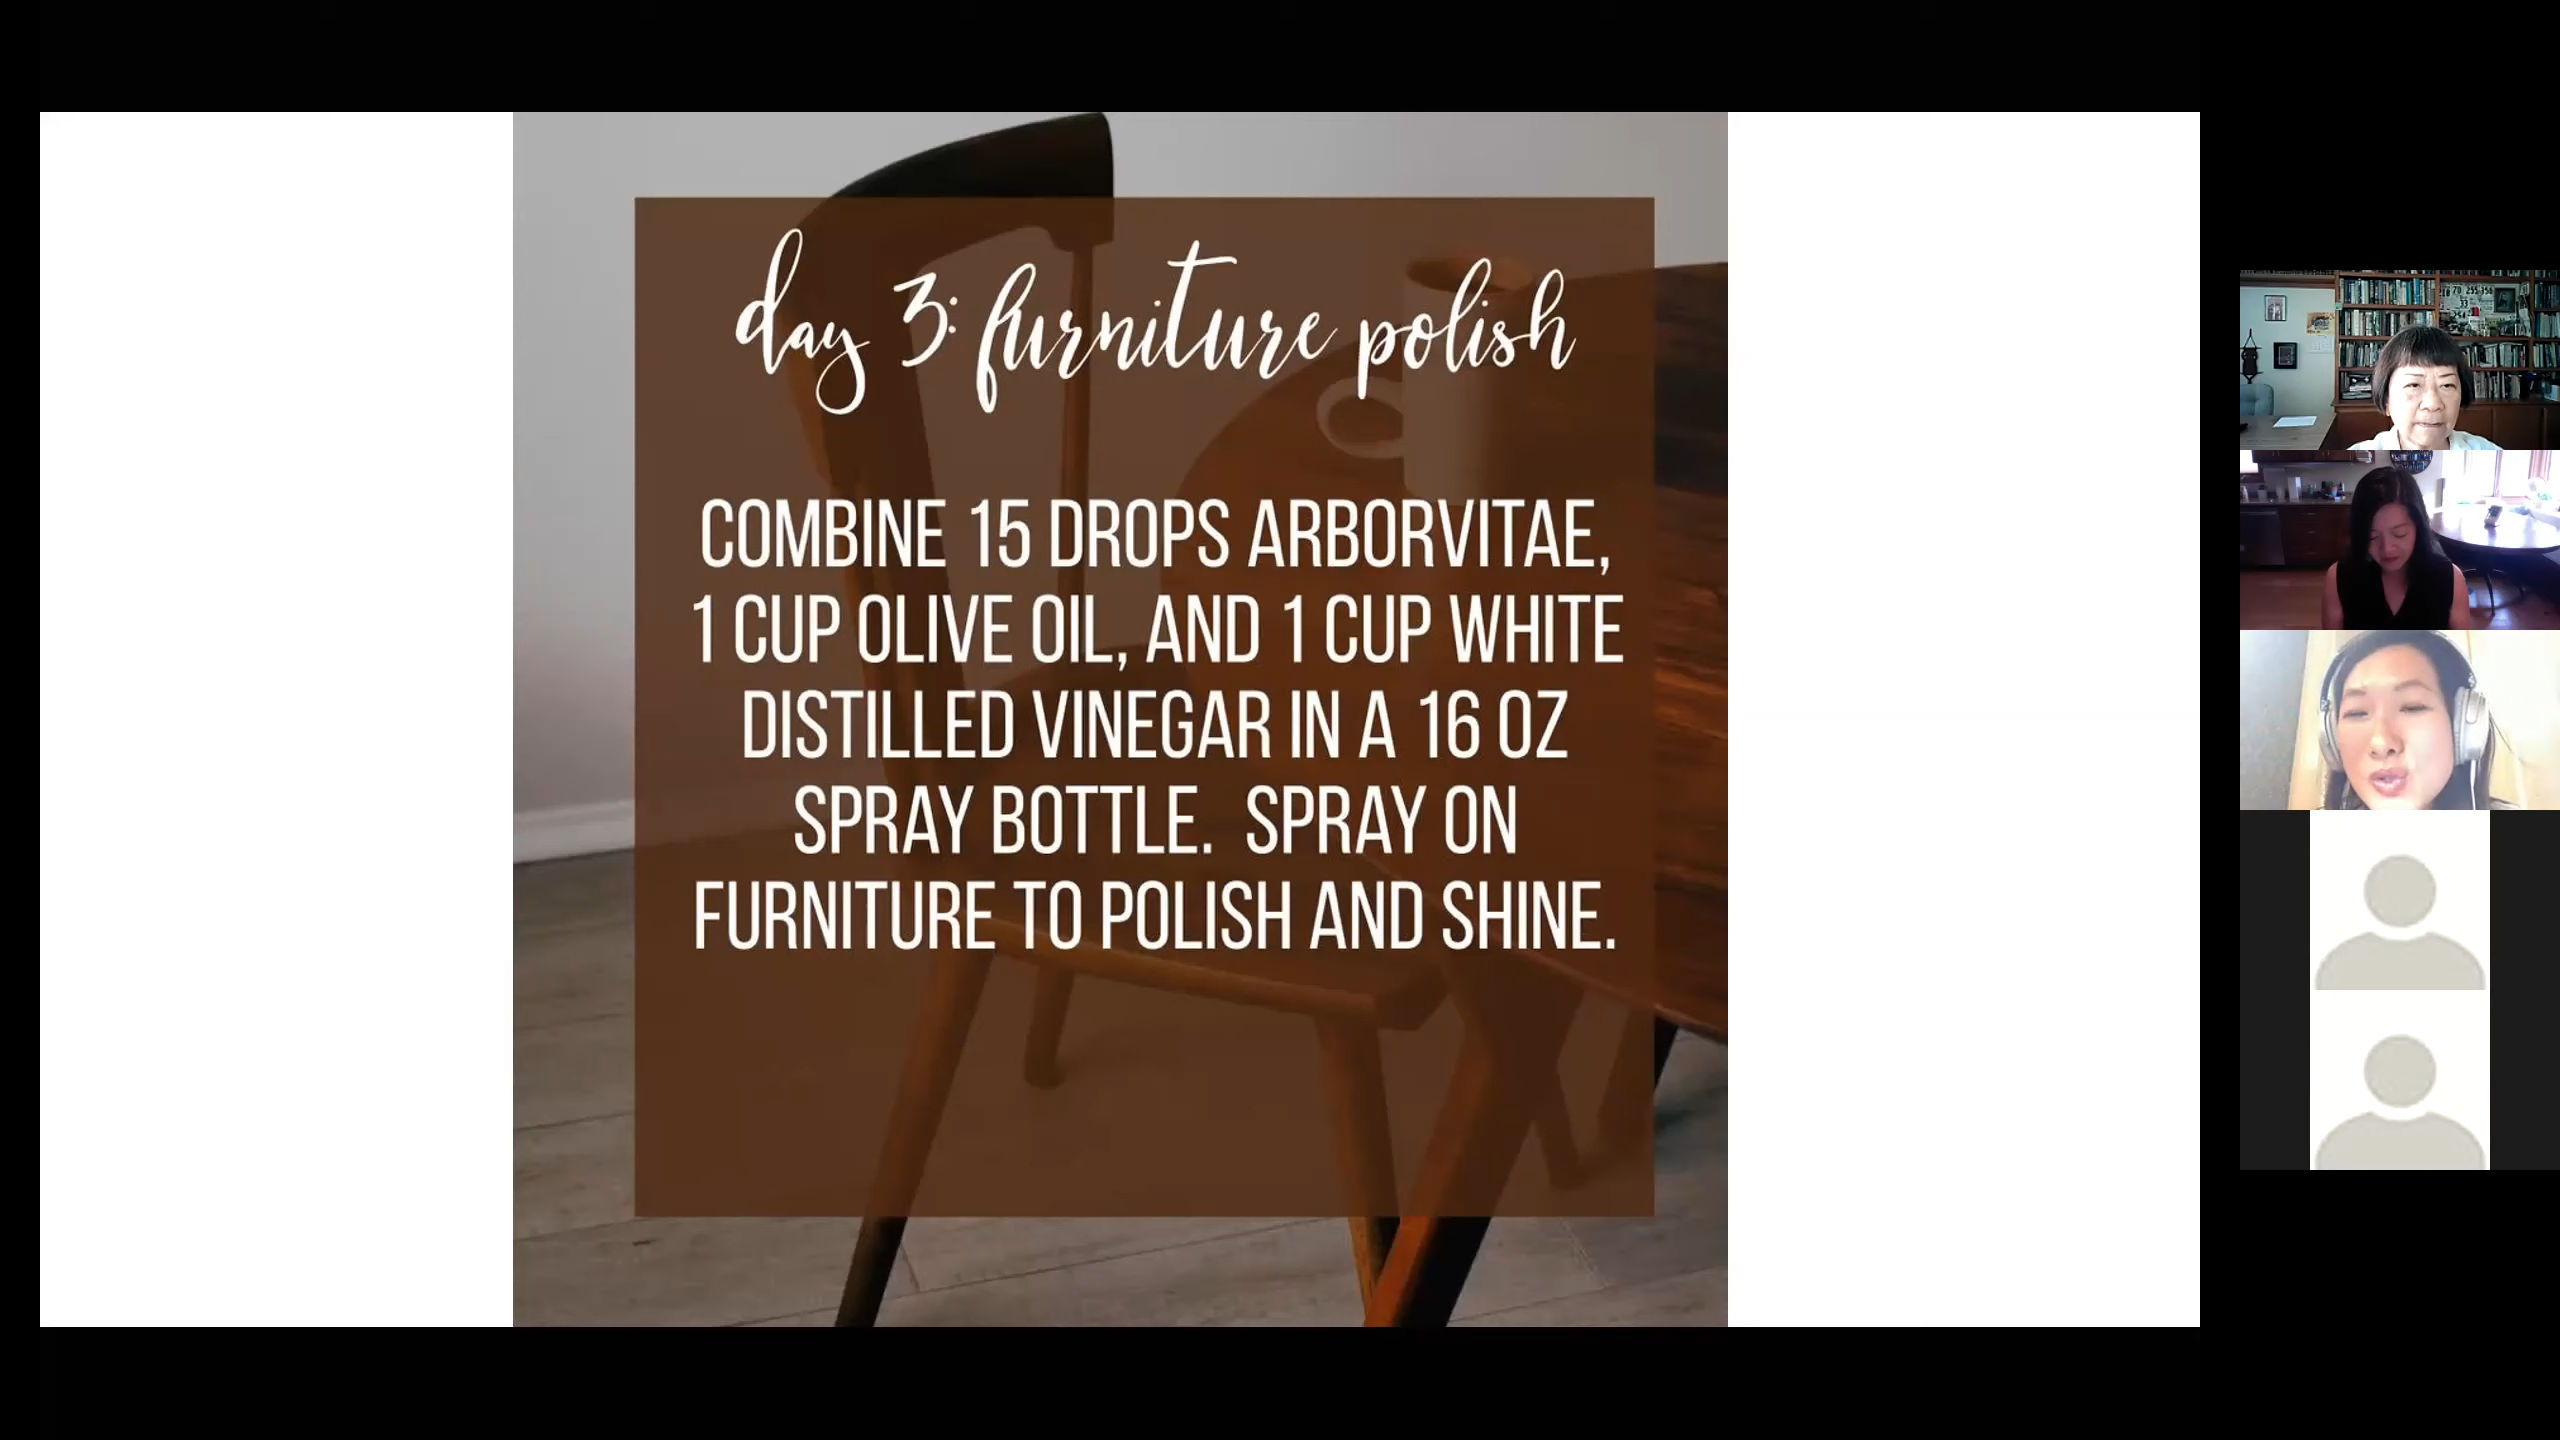 day 3: furniture polish
COMBINE 15 DROPS ARBORVITAE,
1 CUP OLIVE OIL, AND 1 CUP WHITE
DISTILLED VINEGAR IN A 16 OZ
SPRAY BOTTLE. SPRAY ON
FURNITURE TO POLISH AND SHINE.